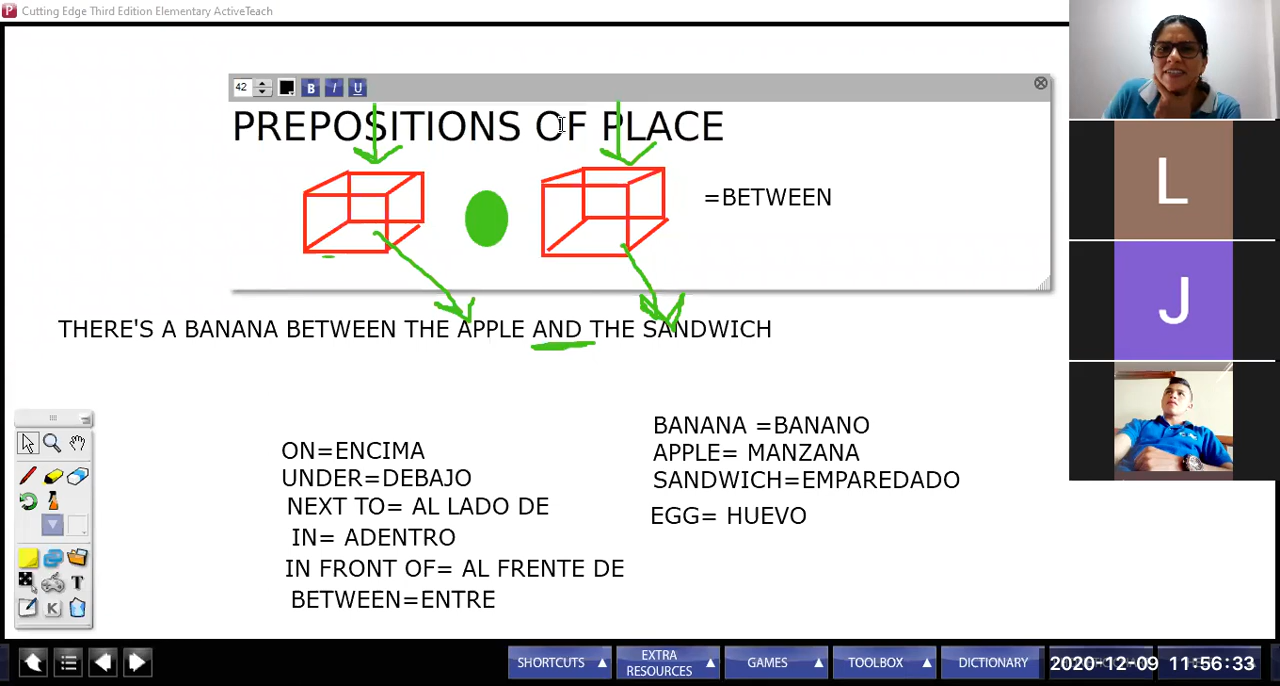 Cutting Edge Third Edition Elementary ActiveTeach
42
B I U
PREPOSITIONS OF PLACE
=BETWEEN
THERE'S A BANANA BETWEEN THE APPLE AND THE SANDWICH
ON=ENCIMA
UNDER=DEBAJO
NEXT TO= AL LADO DE
IN= ADENTRO
IN FRONT OF= AL FRENTE DE
BETWEEN=ENTRE
BANANA =BANANO
APPLE= MANZANA
SANDWICH=EMPAREDADO
EGG= HUEVO
L
J
T
K
SHORTCUTS
EXTRA
RESOURCES
GAMES
TOOLBOX
DICTIONARY
2020-12-09 11:56:33